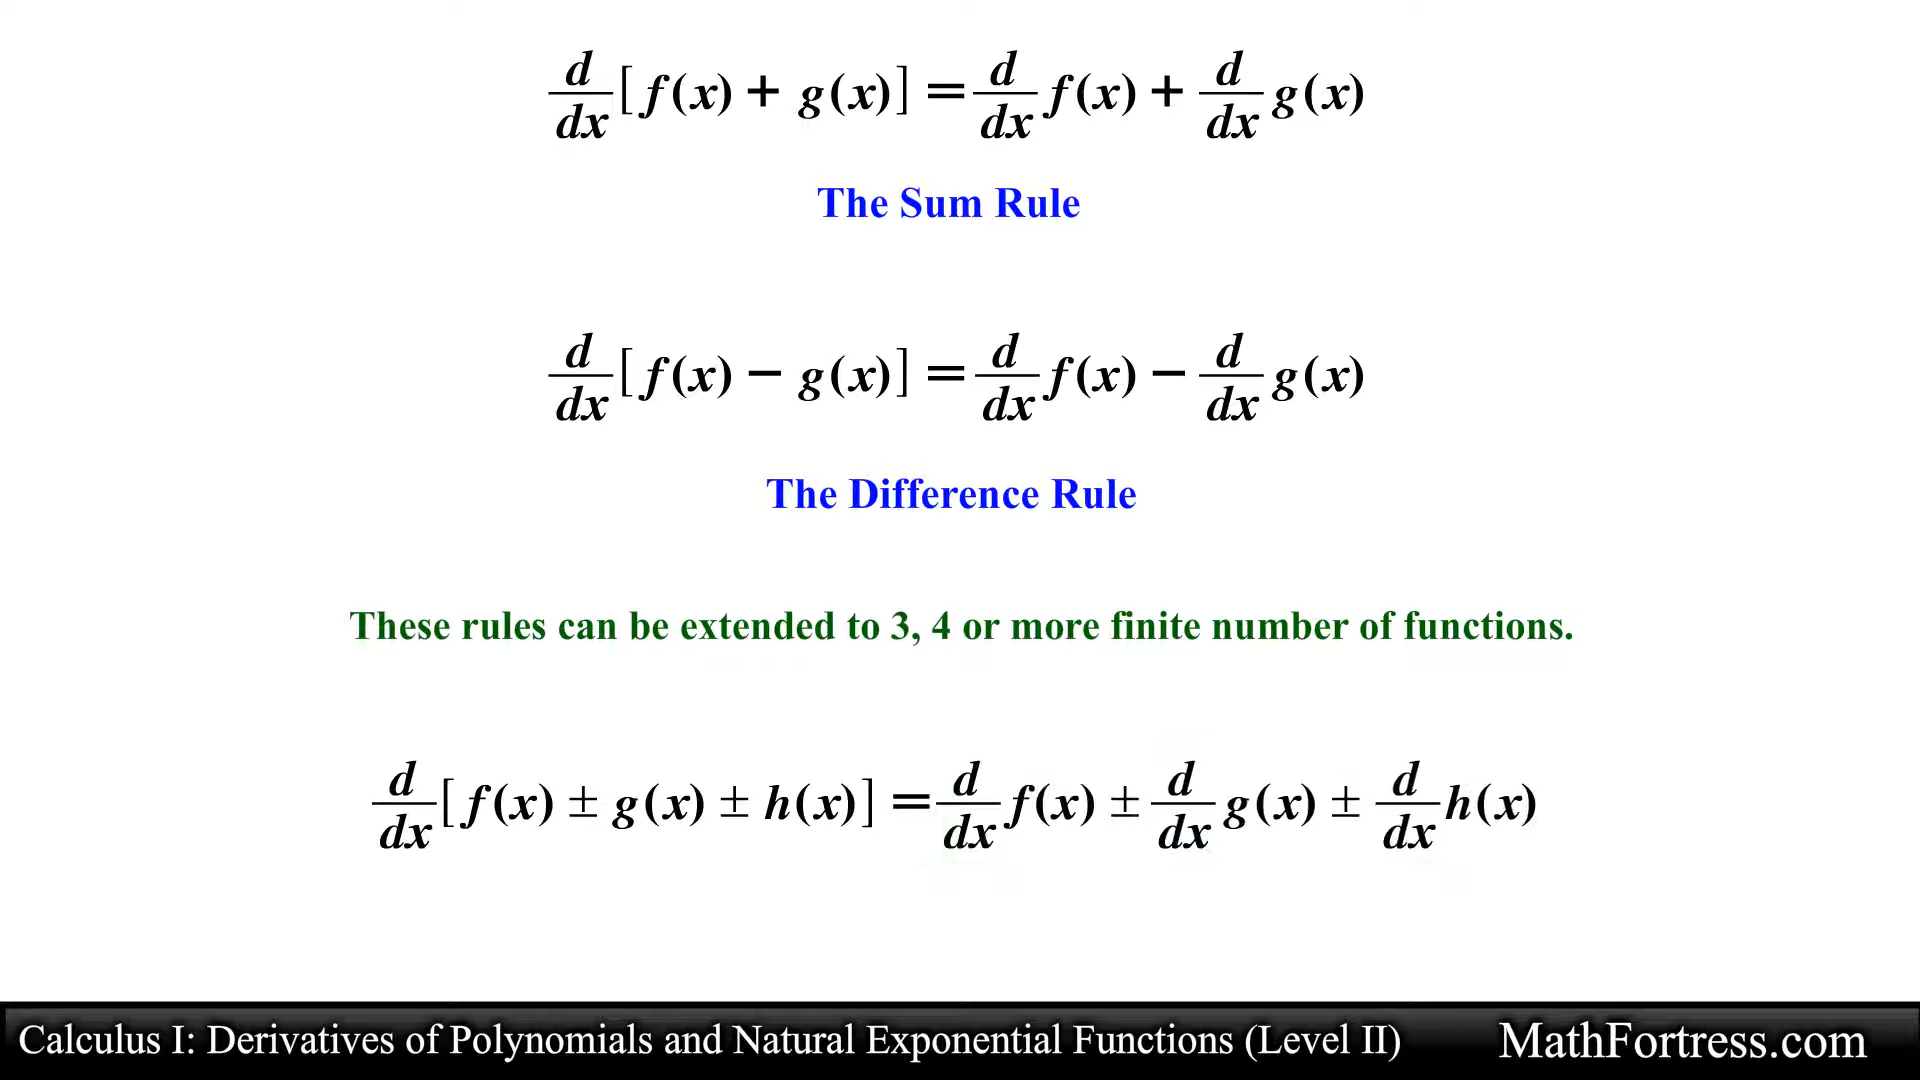 d/dx [f(x) + g(x)] = d/dx f(x) + d/dx g(x)
The Sum Rule
d/dx [f(x) − g(x)] = d/dx f(x) − d/dx g(x)
The Difference Rule
These rules can be extended to 3, 4 or more finite number of functions.
d/dx [f(x) ± g(x) ± h(x)] = d/dx f(x) ± d/dx g(x) ± d/dx h(x)
Calculus I: Derivatives of Polynomials and Natural Exponential Functions (Level II)
MathFortress.com